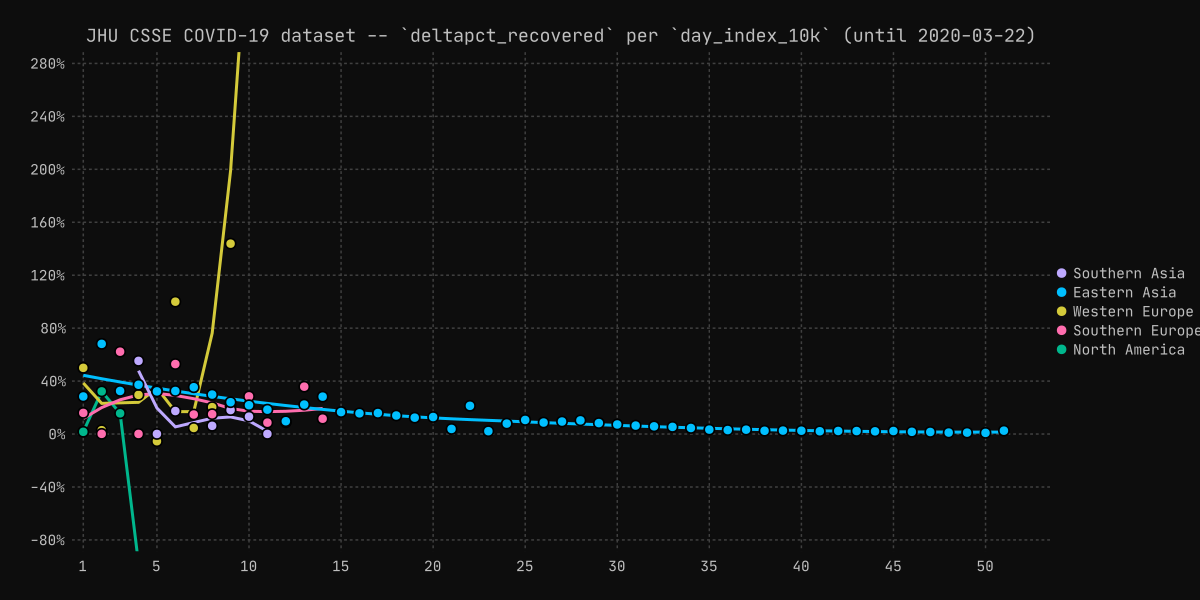 JHU CSSE COVID-19 dataset -- `deltapct_recovered` per `day_index_10k` (until 2020-03-22)
280%
240%
200%
160%
120%
80%
40%
0%
-40%
-80%
1 5 10 15 20 25 30 35 40 45 50
Southern Asia
Eastern Asia
Western Europe
Southern Europe
North America